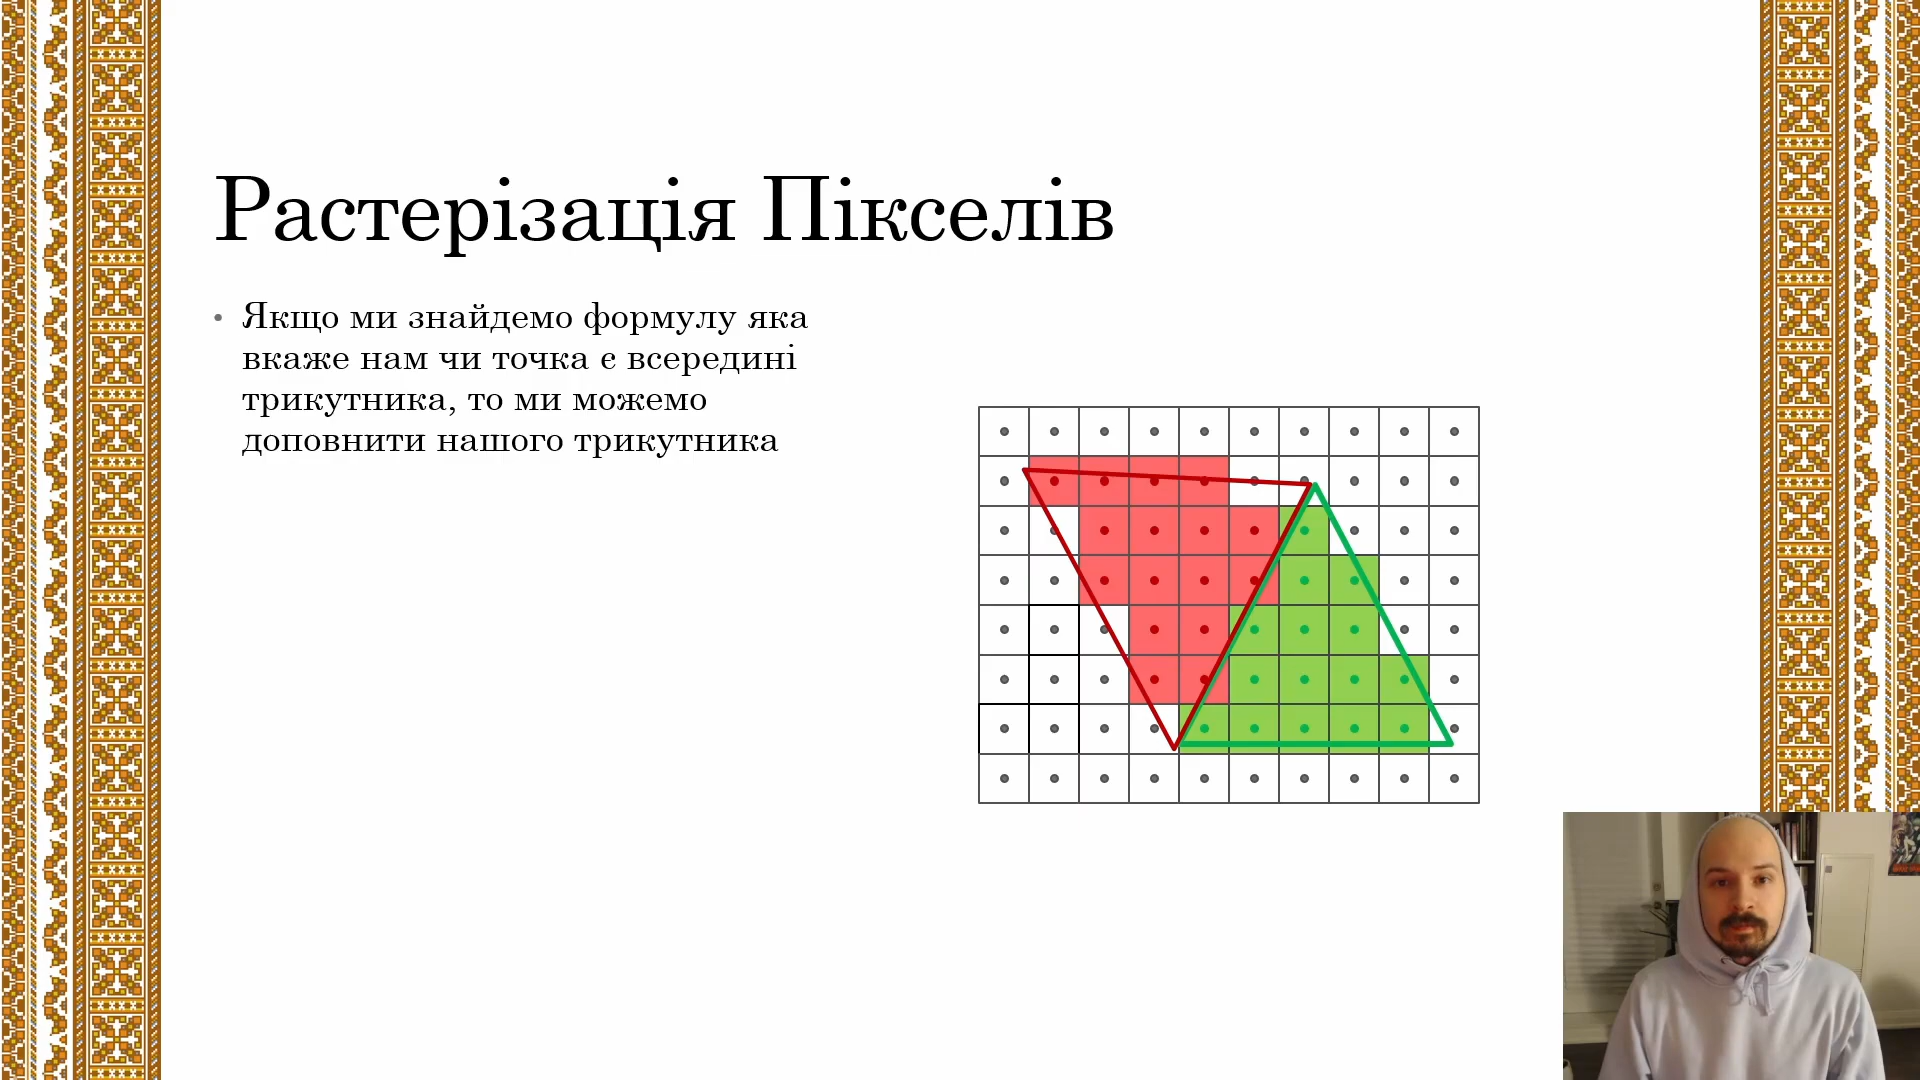 Растерізація Пікселів
• Якщо ми знайдемо формулу яка
вкаже нам чи точка є всередині
трикутника, то ми можемо
доповнити нашого трикутника